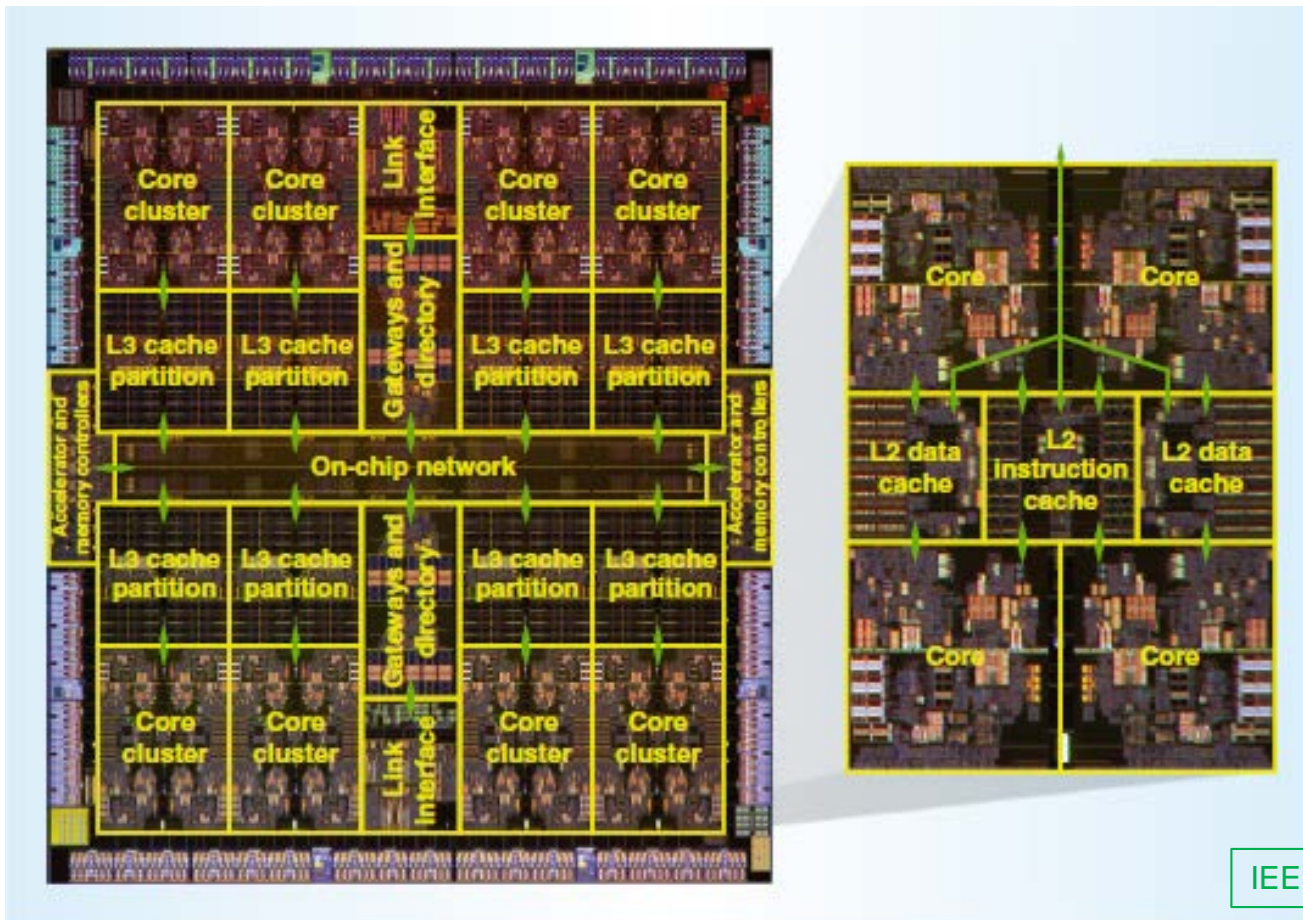 Core
cluster
Core
cluster
Link
Interface
Core
cluster
Core
cluster
L3 cache
partition
L3 cache
partition
Gateways and
directory
L3 cache
partition
L3 cache
partition
Accelerator and
memory controllers
On-chip network
Accelerator and
memory controllers
L3 cache
partition
L3 cache
partition
Gateways and
directory
L3 cache
partition
L3 cache
partition
Core
cluster
Core
cluster
Link
Interface
Core
cluster
Core
cluster
Core
Core
L2 data
cache
L2
instruction
cache
L2 data
cache
Core
Core
IEE